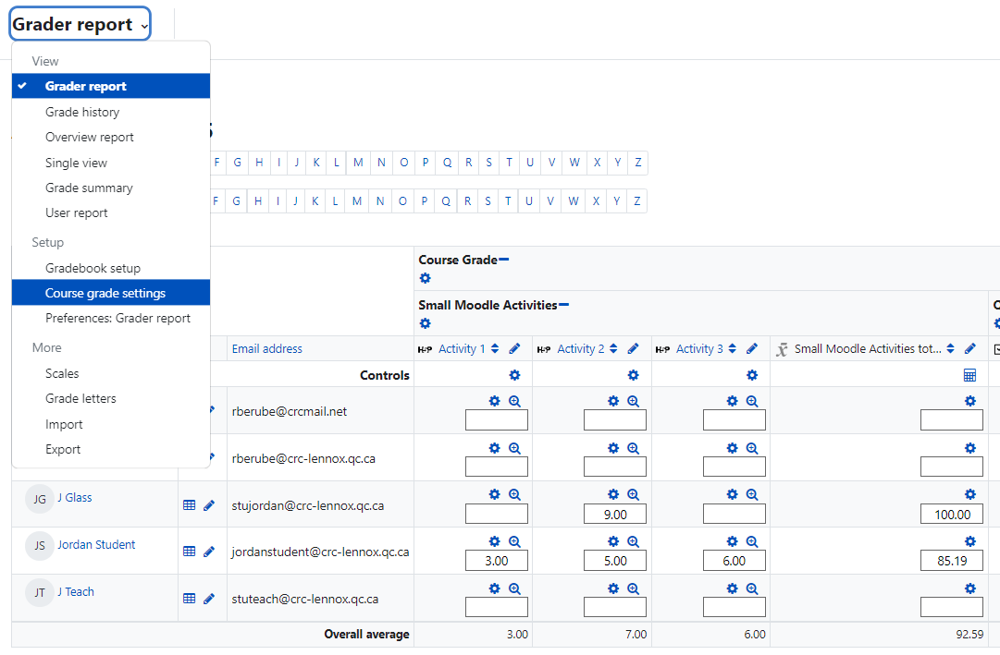 Grader report
View
Grader report
Grade history
Overview report
Single view
Grade summary
User report
Setup
Gradebook setup
Course grade settings
Preferences: Grader report
More
Scales
Grade letters
Import
Export
F G H I J K L M N O P Q R S T U V W X Y Z
F G H I J K L M N O P Q R S T U V W X Y Z
Course Grade
Small Moodle Activities
Email address H-P Activity 1 H-P Activity 2 H-P Activity 3 x̄ Small Moodle Activities tot...
Controls
rberube@crcmail.net
rberube@crc-lennox.qc.ca
JG J Glass stujordan@crc-lennox.qc.ca 9.00 100.00
JS Jordan Student jordanstudent@crc-lennox.qc.ca 3.00 5.00 6.00 85.19
JT J Teach stuteach@crc-lennox.qc.ca
Overall average 3.00 7.00 6.00 92.59